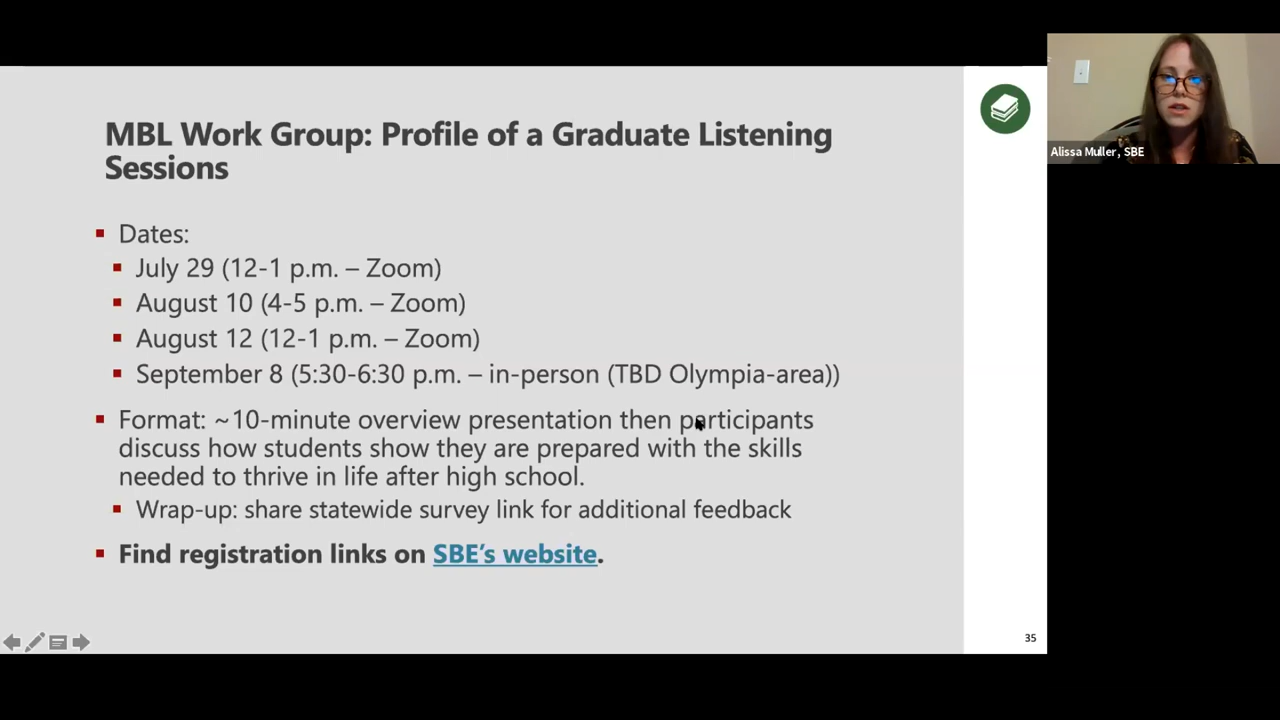 MBL Work Group: Profile of a Graduate Listening
Sessions
Dates:
July 29 (12-1 p.m. – Zoom)
August 10 (4-5 p.m. – Zoom)
August 12 (12-1 p.m. – Zoom)
September 8 (5:30-6:30 p.m. – in-person (TBD Olympia-area))
Format: ~10-minute overview presentation then participants
discuss how students show they are prepared with the skills
needed to thrive in life after high school.
Wrap-up: share statewide survey link for additional feedback
Find registration links on SBE’s website.
35
Alissa Muller, SBE